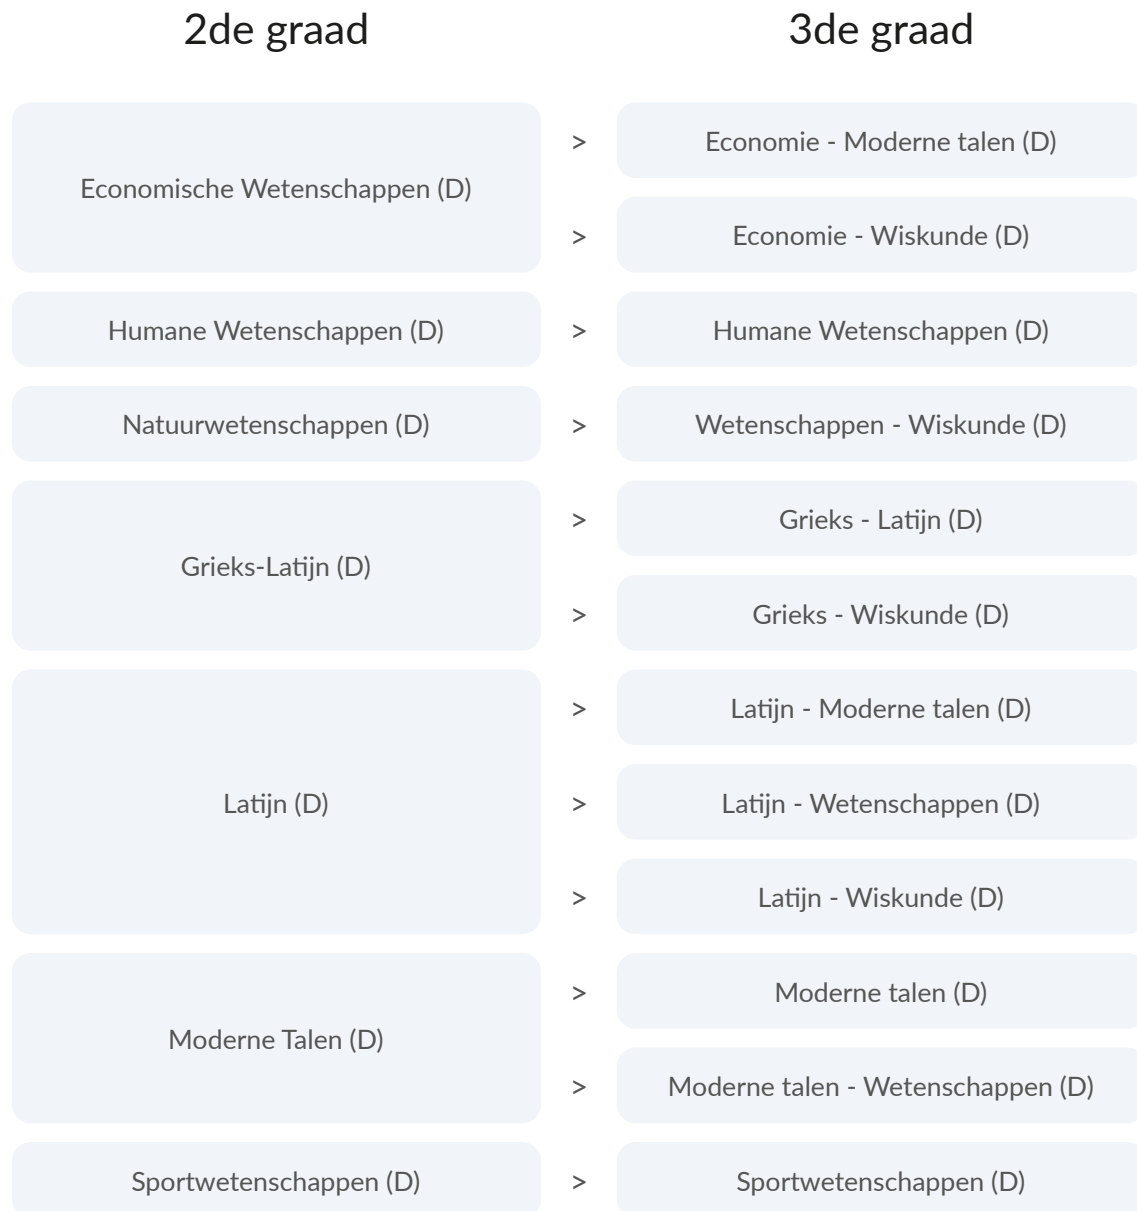 2de graad
3de graad
Economische Wetenschappen (D)
>
Economie - Moderne talen (D)
>
Economie - Wiskunde (D)
Humane Wetenschappen (D)
>
Humane Wetenschappen (D)
Natuurwetenschappen (D)
>
Wetenschappen - Wiskunde (D)
Grieks-Latijn (D)
>
Grieks - Latijn (D)
>
Grieks - Wiskunde (D)
Latijn (D)
>
Latijn - Moderne talen (D)
>
Latijn - Wetenschappen (D)
>
Latijn - Wiskunde (D)
Moderne Talen (D)
>
Moderne talen (D)
>
Moderne talen - Wetenschappen (D)
Sportwetenschappen (D)
>
Sportwetenschappen (D)